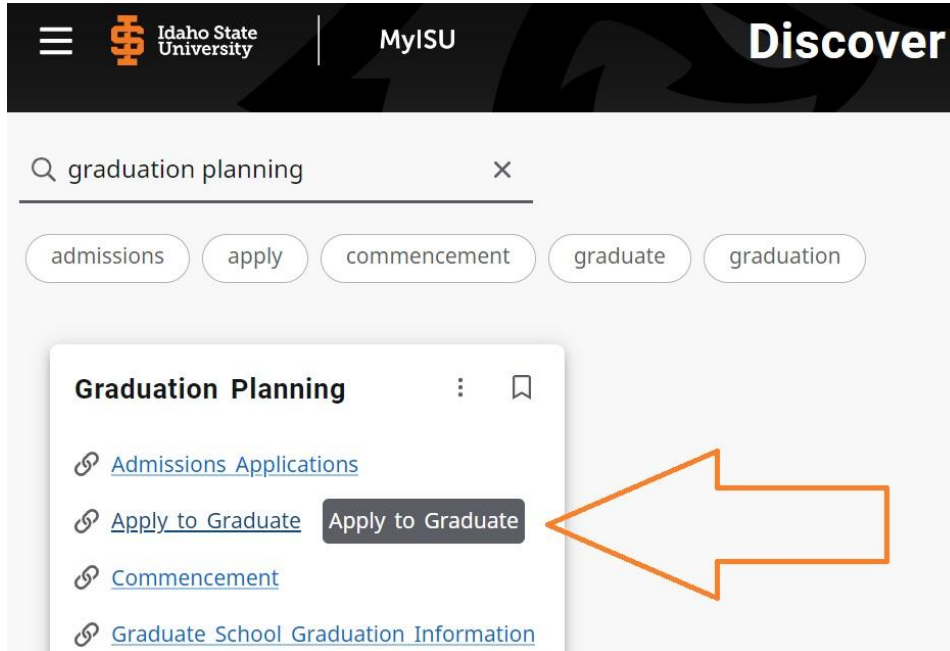 Idaho State
University
MyISU
Discover
graduation planning
admissions
apply
commencement
graduate
graduation
Graduation Planning
Admissions Applications
Apply to Graduate
Apply to Graduate
Commencement
Graduate School Graduation Information